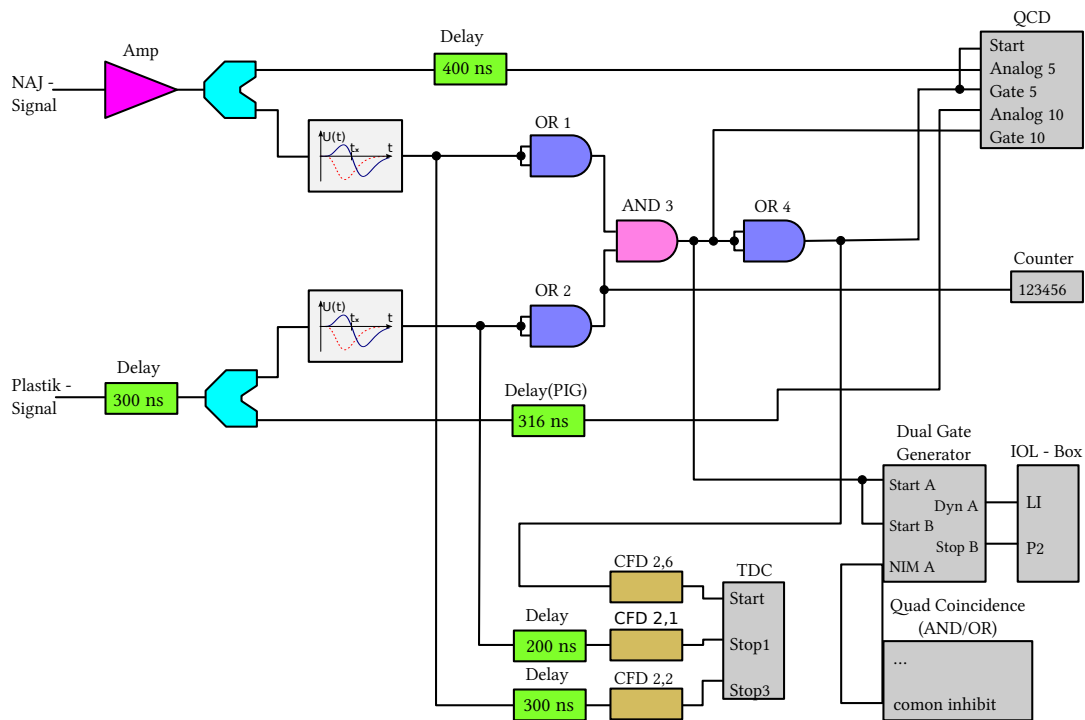 QCD
Delay
Amp
Start
400 ns
Analog 5
NAJ -
Signal
Gate 5
Analog 10
OR 1
Gate 10
U(t)
tₓ
t
AND 3
OR 4
Counter
123456
OR 2
U(t)
tₓ
t
Delay
Plastik -
Signal
300 ns
Delay(PIG)
316 ns
Dual Gate
Generator
IOL - Box
Start A
Dyn A
LI
Start B
Stop B
P2
NIM A
CFD 2,6
TDC
Start
Quad Coincidence
(AND/OR)
Delay
CFD 2,1
200 ns
Stop1
...
Delay
CFD 2,2
Stop3
300 ns
comon inhibit